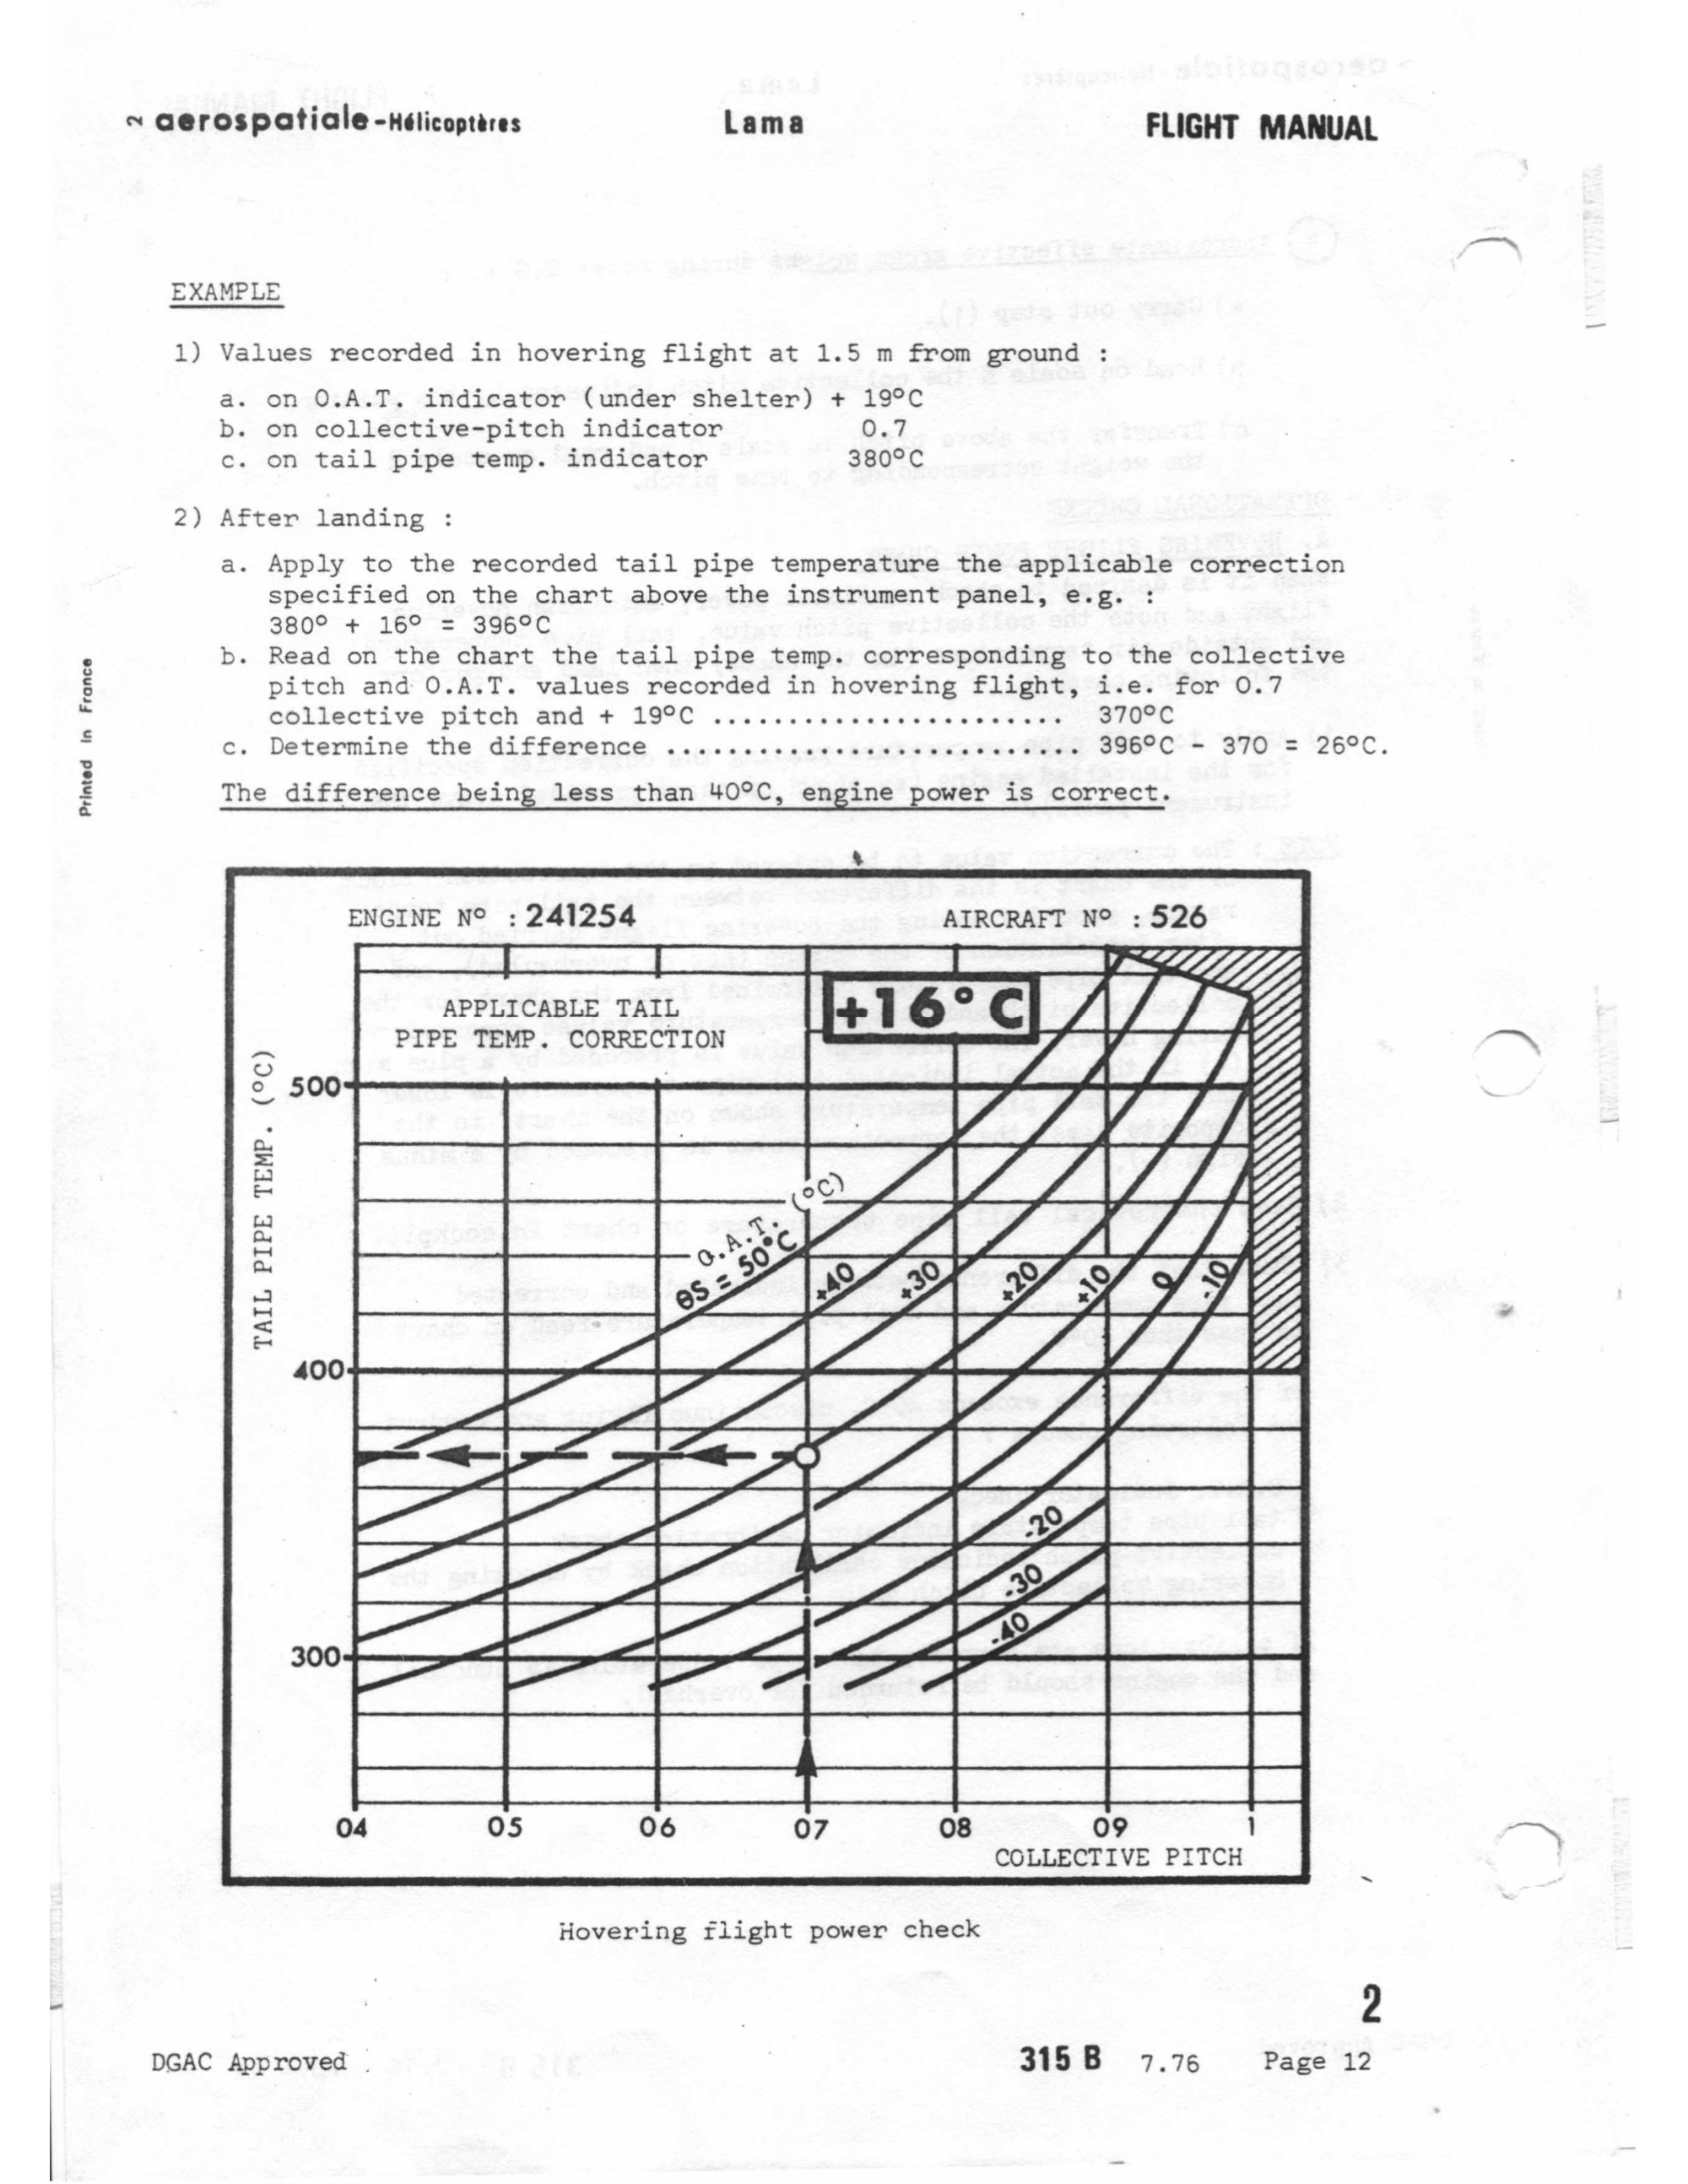 2 aerospatiale-Hélicoptères Lama FLIGHT MANUAL
EXAMPLE
1) Values recorded in hovering flight at 1.5 m from ground :
a. on O.A.T. indicator (under shelter) + 19°C
b. on collective-pitch indicator 0.7
c. on tail pipe temp. indicator 380°C
2) After landing :
a. Apply to the recorded tail pipe temperature the applicable correction
specified on the chart above the instrument panel, e.g. :
380° + 16° = 396°C
b. Read on the chart the tail pipe temp. corresponding to the collective
pitch and O.A.T. values recorded in hovering flight, i.e. for 0.7
collective pitch and + 19°C ....................... 370°C
c. Determine the difference ........................... 396°C - 370 = 26°C.
The difference being less than 40°C, engine power is correct.
Printed in France
ENGINE N° : 241254 AIRCRAFT N° : 526
APPLICABLE TAIL
PIPE TEMP. CORRECTION
+16° C
TAIL PIPE TEMP. (°C)
500
400
300
O.A.T. (°C)
θS = 50°C
+40
+30
+20
+10
0
-10
-20
-30
-40
04 05 06 07 08 09 1
COLLECTIVE PITCH
Hovering flight power check
2
DGAC Approved 315 B 7.76 Page 12